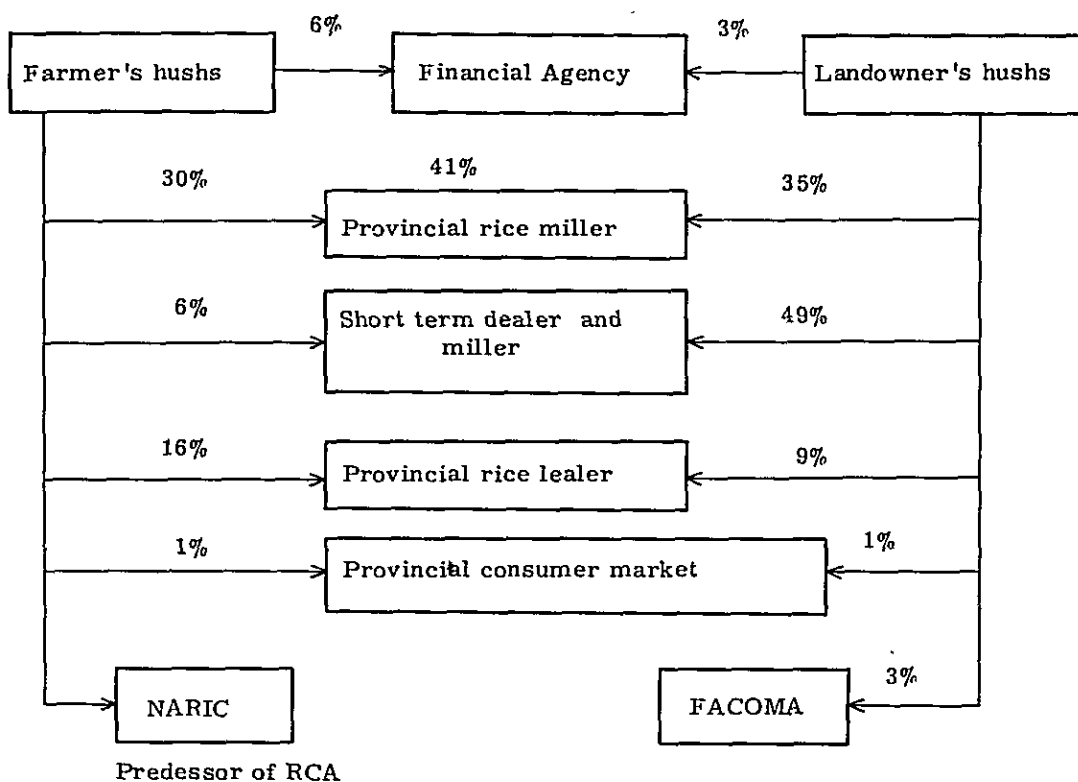 6%
3%
Farmer's hushs
Financial Agency
Landowner's hushs
30%
41%
35%
Provincial rice miller
6%
Short term dealer and
miller
49%
16%
Provincial rice lealer
9%
1%
Provincial consumer market
1%
3%
NARIC
FACOMA
Predessor of RCA